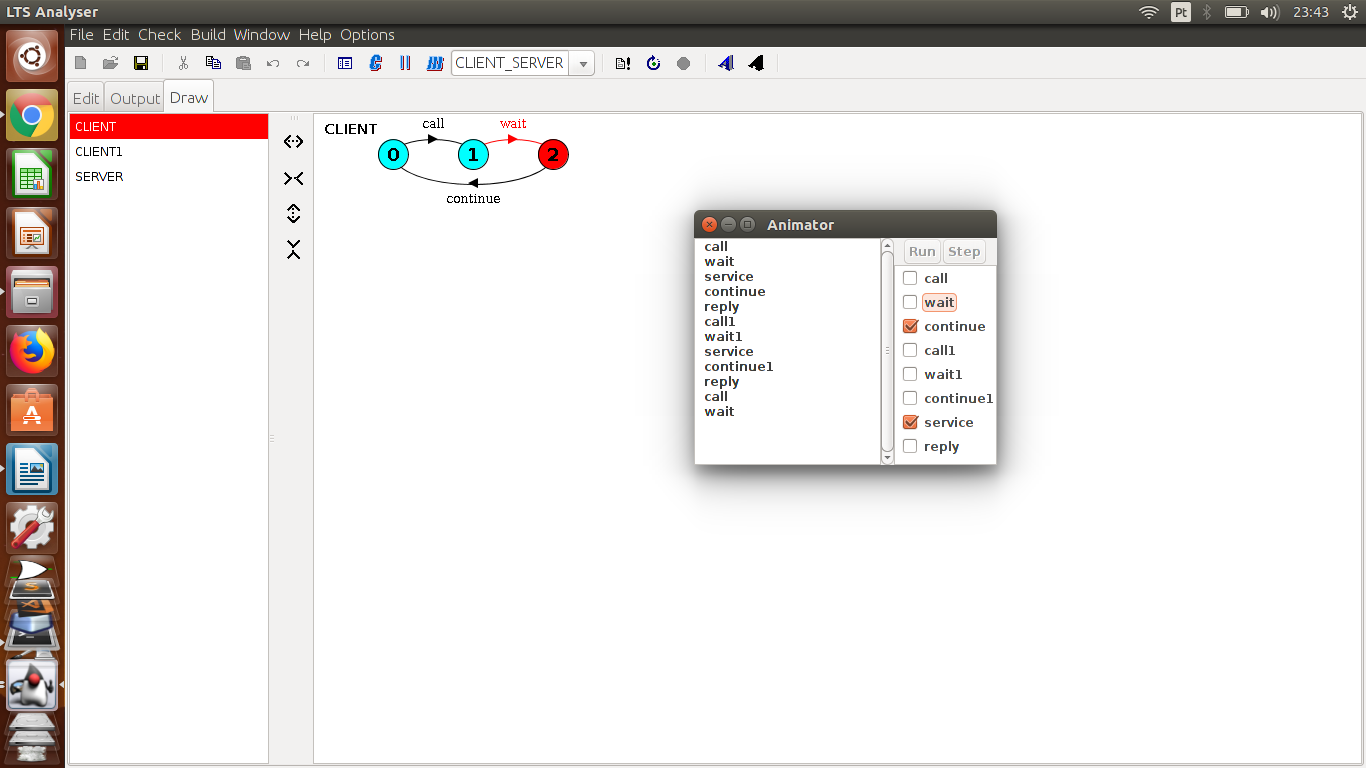 LTS Analyser
Pt
23:43
File Edit Check Build Window Help Options
CLIENT_SERVER
Edit Output Draw
CLIENT
CLIENT1
SERVER
CLIENT
call
wait
0
1
2
continue
Animator
call
wait
service
continue
reply
call1
wait1
service
continue1
reply
call
wait
Run Step
call
wait
continue
call1
wait1
continue1
service
reply